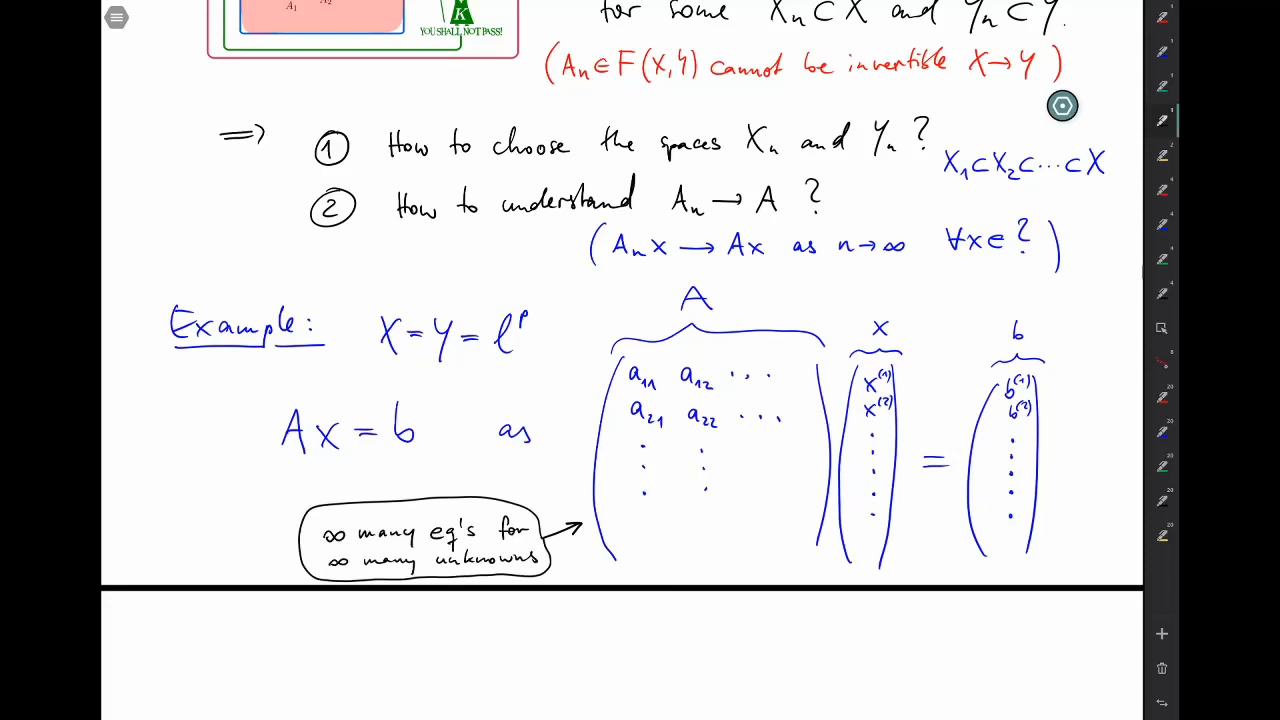 A₁ A₂
K
YOU SHALL NOT PASS!
for some Xₙ ⊂ X and Yₙ ⊂ Y.
(Aₙ ∈ F(X,Y) cannot be invertible X → Y)
⟹ ① How to choose the spaces Xₙ and Yₙ ?
X₁ ⊂ X₂ ⊂ ⋯ ⊂ X
② How to understand Aₙ → A ?
(Aₙx → Ax as n → ∞ ∀x ∈ ?)
Example: X = Y = ℓᵖ
A x b
a₁₁ a₁₂ ⋯ x⁽¹⁾ b⁽¹⁾
a₂₁ a₂₂ ⋯ x⁽²⁾ b⁽²⁾
Ax = b as
⋮ ⋮ ⋮ = ⋮
∞ many eq's for
∞ many unknowns